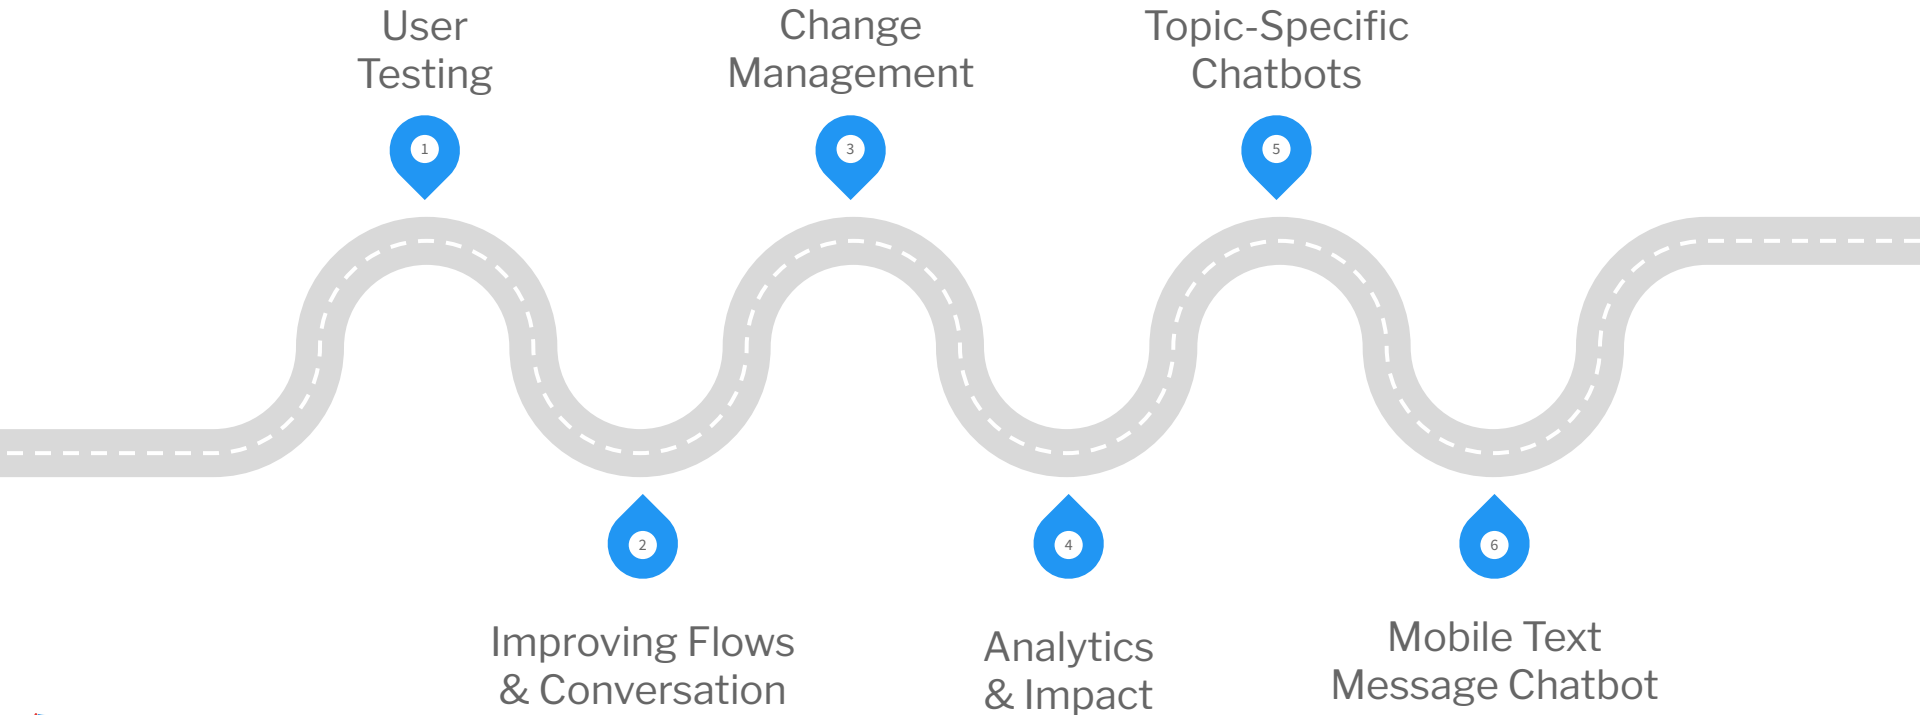 User
Testing
1
Change
Management
3
Topic-Specific
Chatbots
5
2
Improving Flows
& Conversation
4
Analytics
& Impact
6
Mobile Text
Message Chatbot